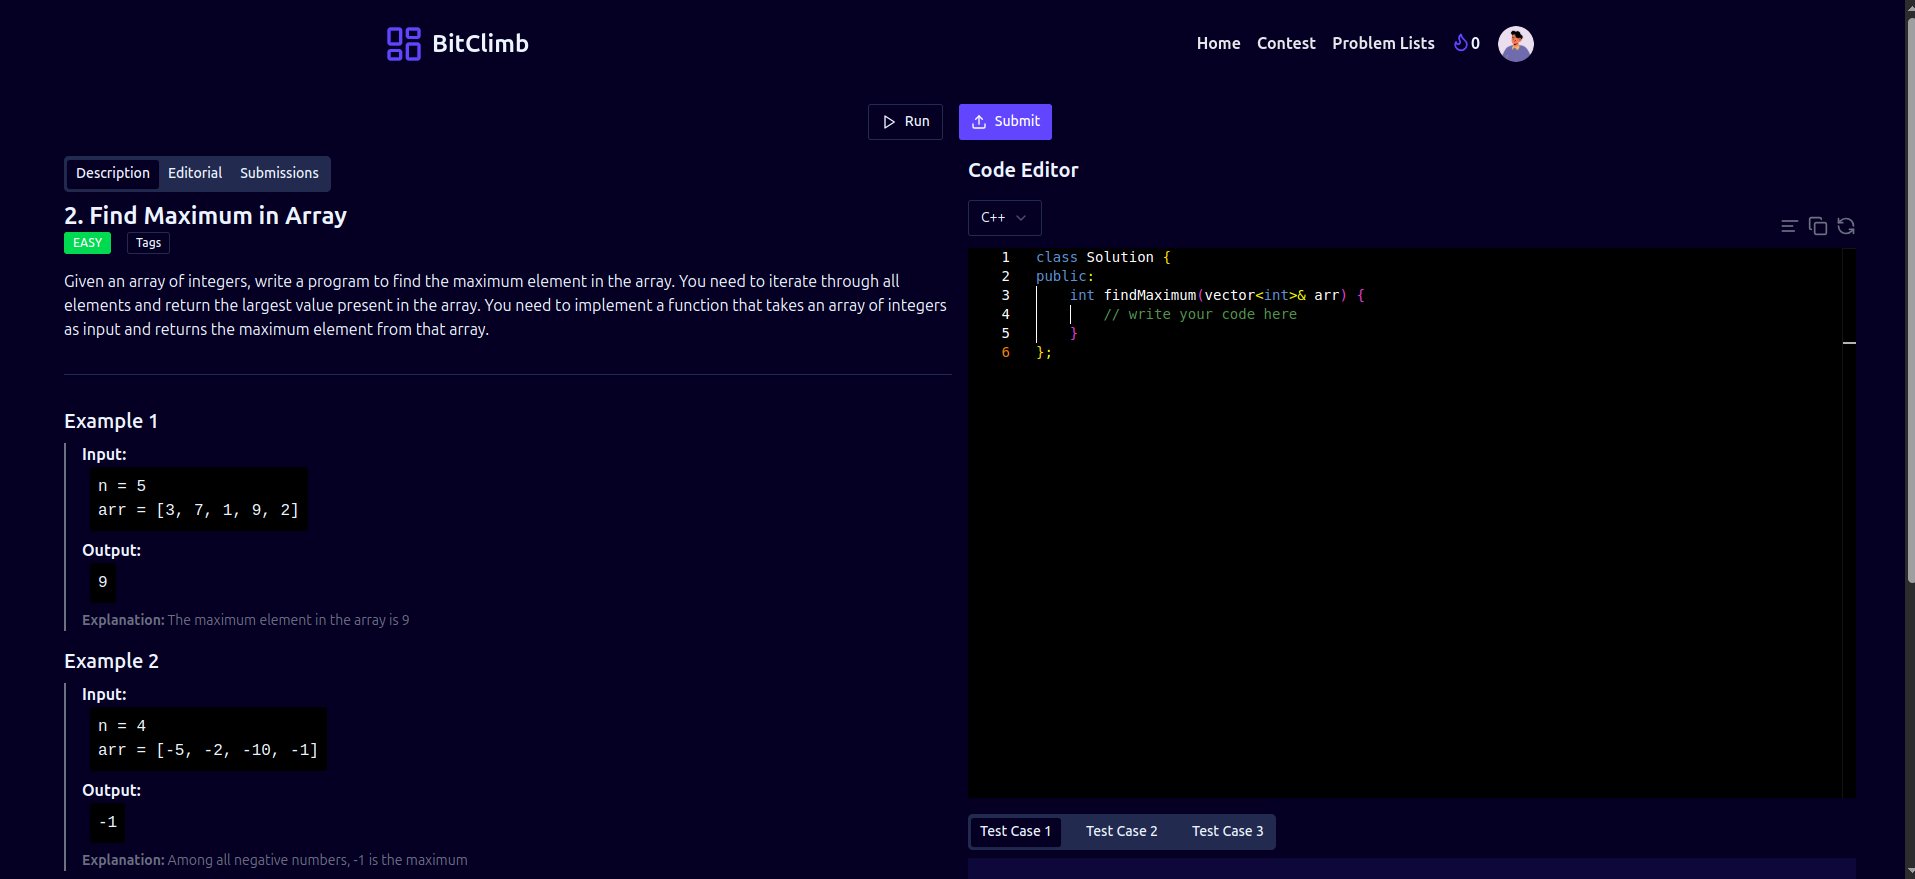 BitClimb
Home Contest Problem Lists 0
Run Submit
Description Editorial Submissions
2. Find Maximum in Array
EASY Tags
Given an array of integers, write a program to find the maximum element in the array. You need to iterate through all
elements and return the largest value present in the array. You need to implement a function that takes an array of integers
as input and returns the maximum element from that array.
Example 1
Input:
n = 5
arr = [3, 7, 1, 9, 2]
Output:
9
Explanation: The maximum element in the array is 9
Example 2
Input:
n = 4
arr = [-5, -2, -10, -1]
Output:
-1
Explanation: Among all negative numbers, -1 is the maximum
Code Editor
C++
1 class Solution {
2 public:
3     int findMaximum(vector<int>& arr) {
4         // write your code here
5     }
6 };
Test Case 1 Test Case 2 Test Case 3